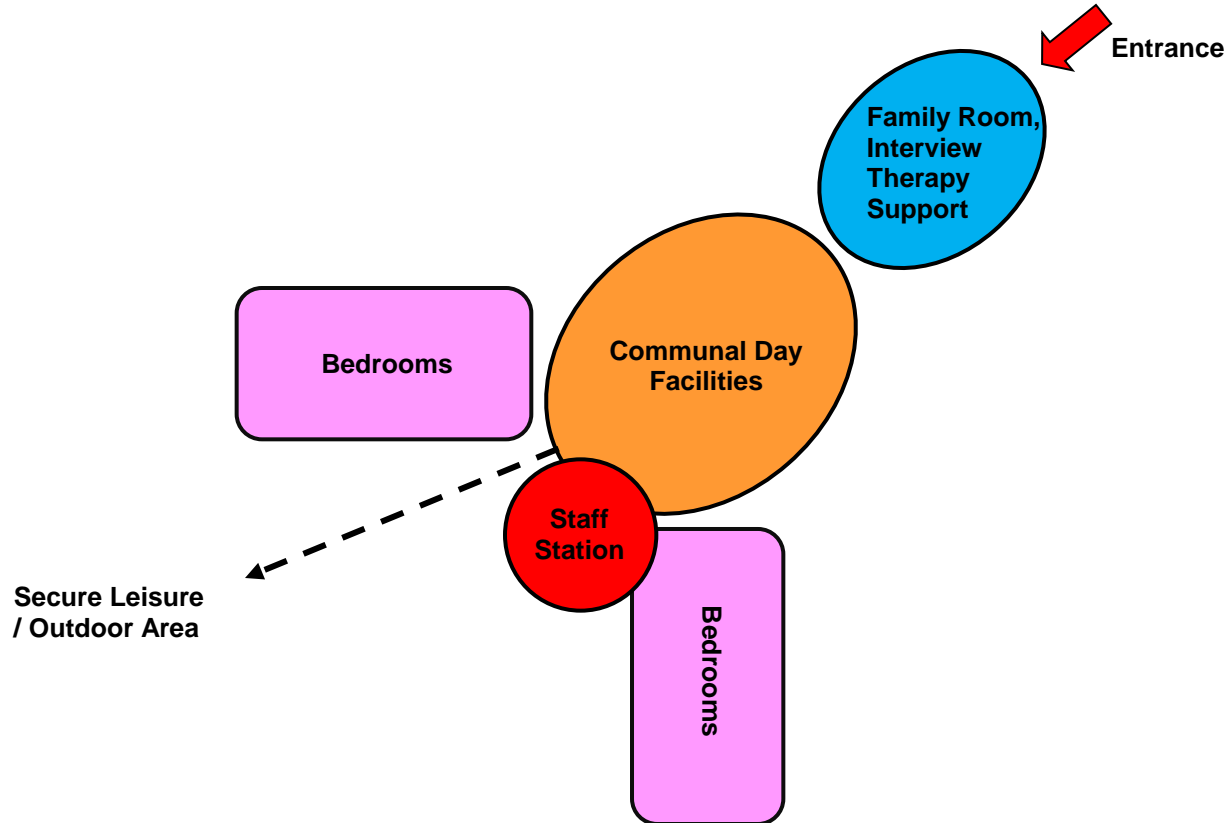 Entrance
Family Room,
Interview
Therapy
Support
Communal Day
Facilities
Bedrooms
Staff
Station
Secure Leisure
/ Outdoor Area
Bedrooms